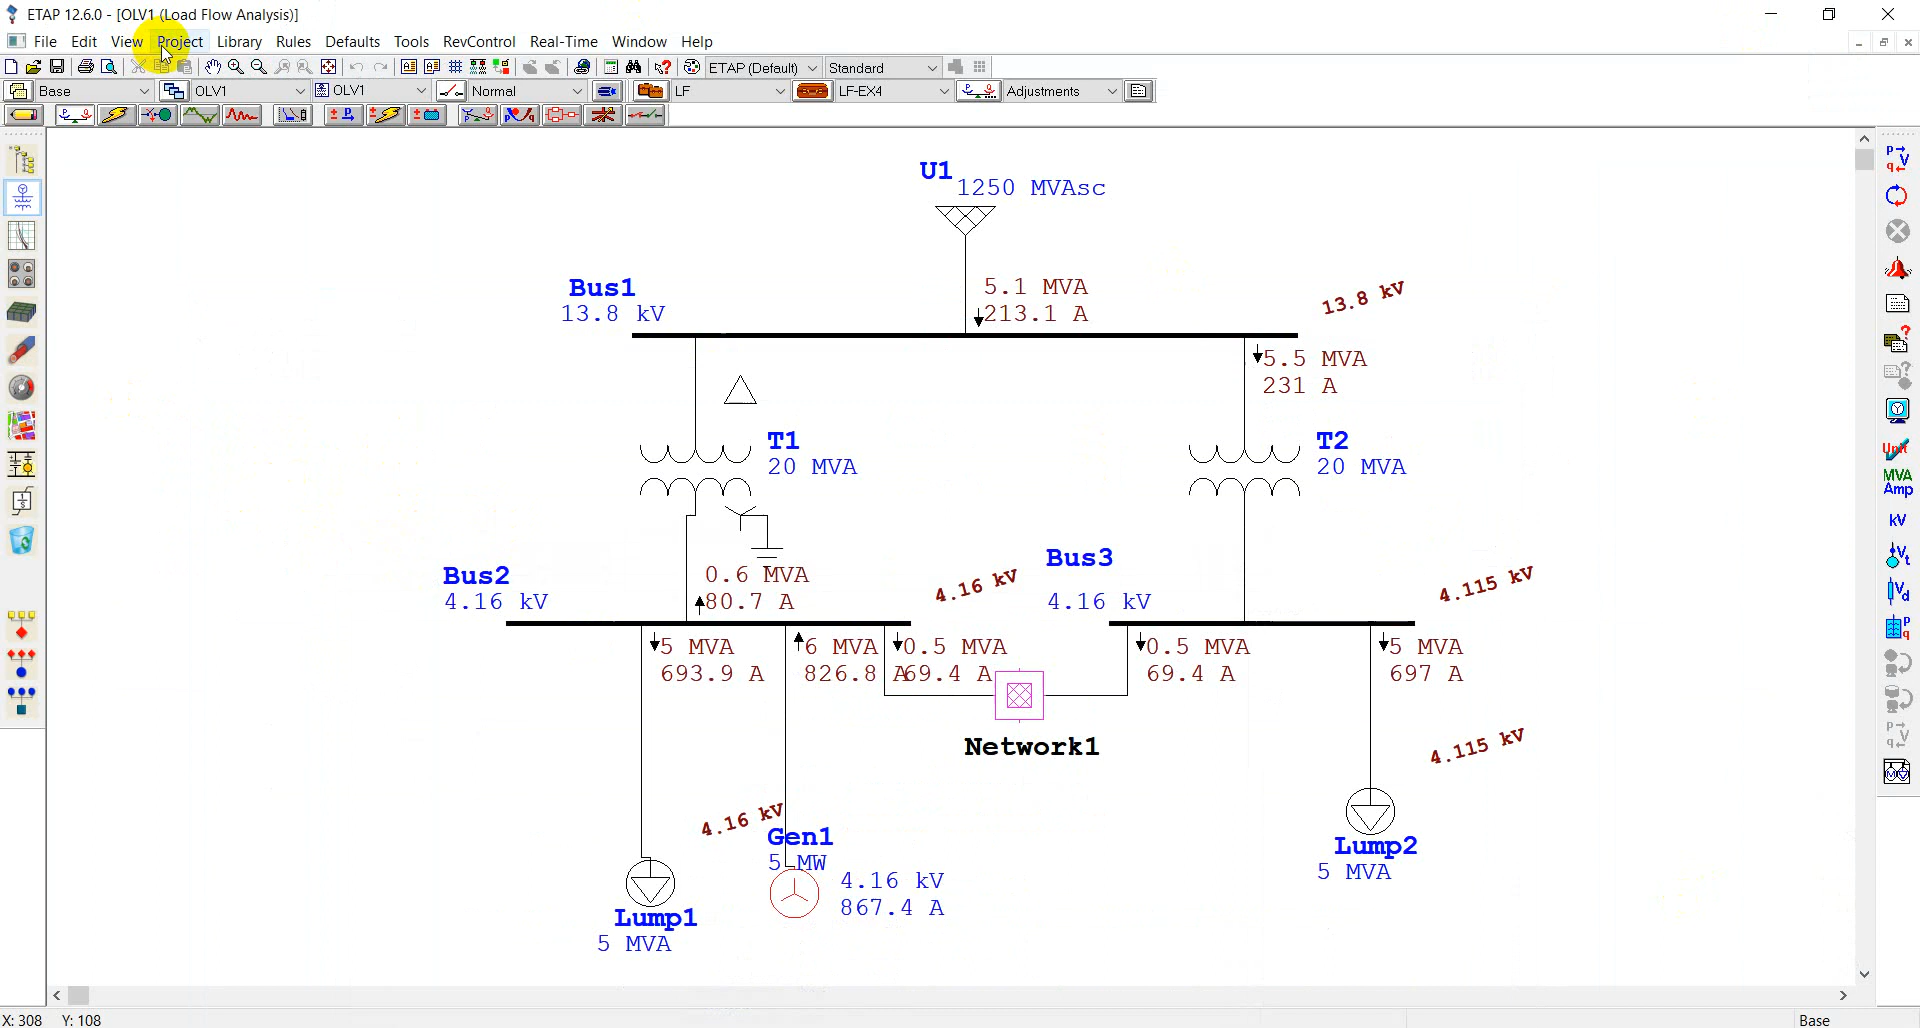 ETAP 12.6.0 - [OLV1 (Load Flow Analysis)]
File Edit View Project Library Rules Defaults Tools RevControl Real-Time Window Help
ETAP (Default) Standard
Base OLV1 OLV1 Normal LF LF-EX4 Adjustments
U1
1250 MVAsc
Bus1
13.8 kV
5.1 MVA
213.1 A
13.8 kV
5.5 MVA
231 A
T1
20 MVA
T2
20 MVA
Bus2
4.16 kV
0.6 MVA
80.7 A
4.16 kV
Bus3
4.16 kV
4.115 kV
5 MVA
693.9 A
6 MVA
826.8 A
0.5 MVA
69.4 A
0.5 MVA
69.4 A
5 MVA
697 A
Network1
4.115 kV
4.16 kV
Gen1
5 MW
4.16 kV
867.4 A
Lump1
5 MVA
Lump2
5 MVA
Unit
MVA
Amp
kV
Vt
Vd
X: 308 Y: 108
Base